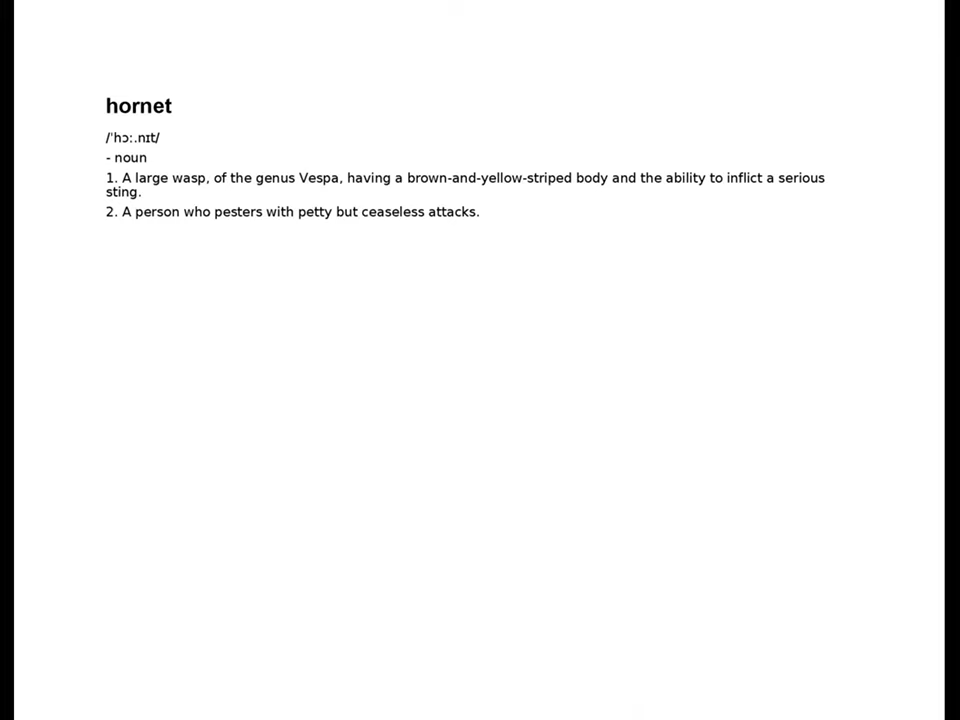 hornet
/ˈhɔː.nɪt/
- noun
1. A large wasp, of the genus Vespa, having a brown-and-yellow-striped body and the ability to inflict a serious
sting.
2. A person who pesters with petty but ceaseless attacks.